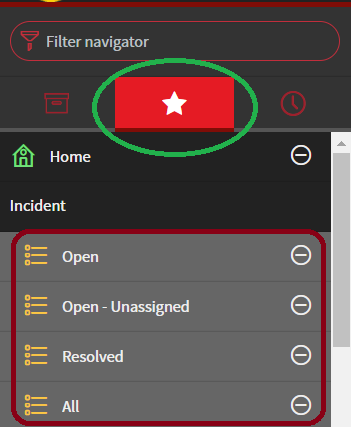 Filter navigator
Home
Incident
Open
Open - Unassigned
Resolved
All